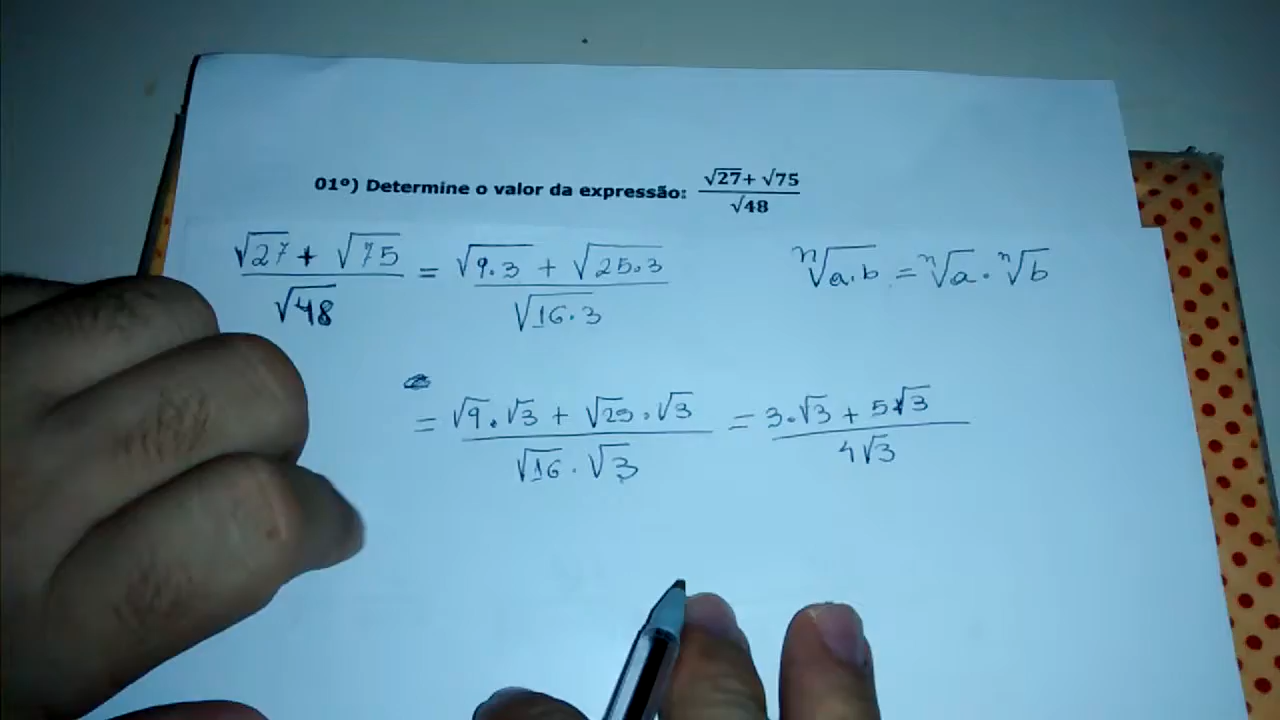 01º) Determine o valor da expressão: (√27 + √75)/√48
(√27 + √75)/√48 = (√9.3 + √25.3)/√16.3
ⁿ√a.b = ⁿ√a . ⁿ√b
= (√9.√3 + √25.√3)/(√16.√3) = (3.√3 + 5√3)/(4√3)